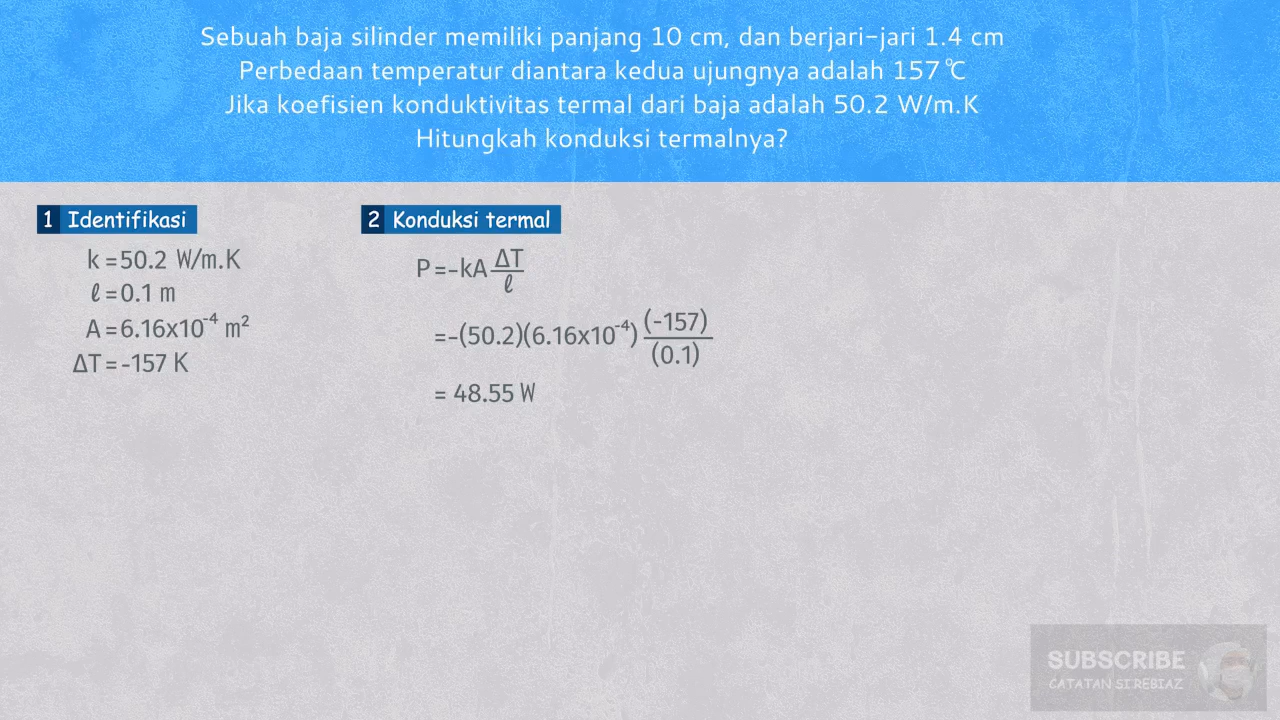 Sebuah baja silinder memiliki panjang 10 cm, dan berjari-jari 1.4 cm
Perbedaan temperatur diantara kedua ujungnya adalah 157 °C
Jika koefisien konduktivitas termal dari baja adalah 50.2 W/m.K
Hitungkah konduksi termalnya?
1 Identifikasi
k = 50.2 W/m.K
ℓ = 0.1 m
A = 6.16x10⁻⁴ m²
ΔT = -157 K
2 Konduksi termal
P = -kA ΔT/ℓ
= -(50.2)(6.16x10⁻⁴) (-157)/(0.1)
= 48.55 W
SUBSCRIBE
CATATAN SI REBIAZ